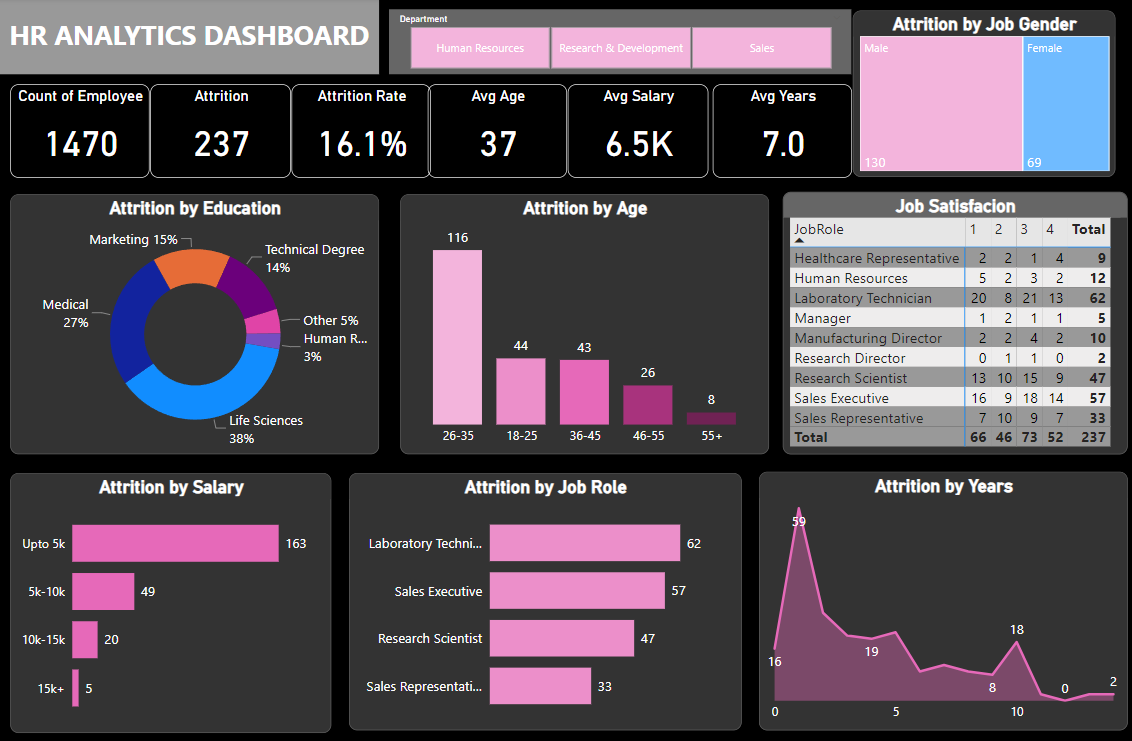 HR ANALYTICS DASHBOARD
Department
Human Resources
Research & Development
Sales
Attrition by Job Gender
Male
Female
130
69
Count of Employee
1470
Attrition
237
Attrition Rate
16.1%
Avg Age
37
Avg Salary
6.5K
Avg Years
7.0
Attrition by Education
Marketing 15%
Technical Degree
14%
Medical
27%
Other 5%
Human R...
3%
Life Sciences
38%
Attrition by Age
116
44
43
26
8
26-35
18-25
36-45
46-55
55+
Job Satisfacion
JobRole 1 2 3 4 Total
Healthcare Representative 2 2 1 4 9
Human Resources 5 2 3 2 12
Laboratory Technician 20 8 21 13 62
Manager 1 2 1 1 5
Manufacturing Director 2 2 4 2 10
Research Director 0 1 1 0 2
Research Scientist 13 10 15 9 47
Sales Executive 16 9 18 14 57
Sales Representative 7 10 9 7 33
Total 66 46 73 52 237
Attrition by Salary
Upto 5k 163
5k-10k 49
10k-15k 20
15k+ 5
Attrition by Job Role
Laboratory Techni... 62
Sales Executive 57
Research Scientist 47
Sales Representati... 33
Attrition by Years
59
16
19
8
18
0
2
0
5
10